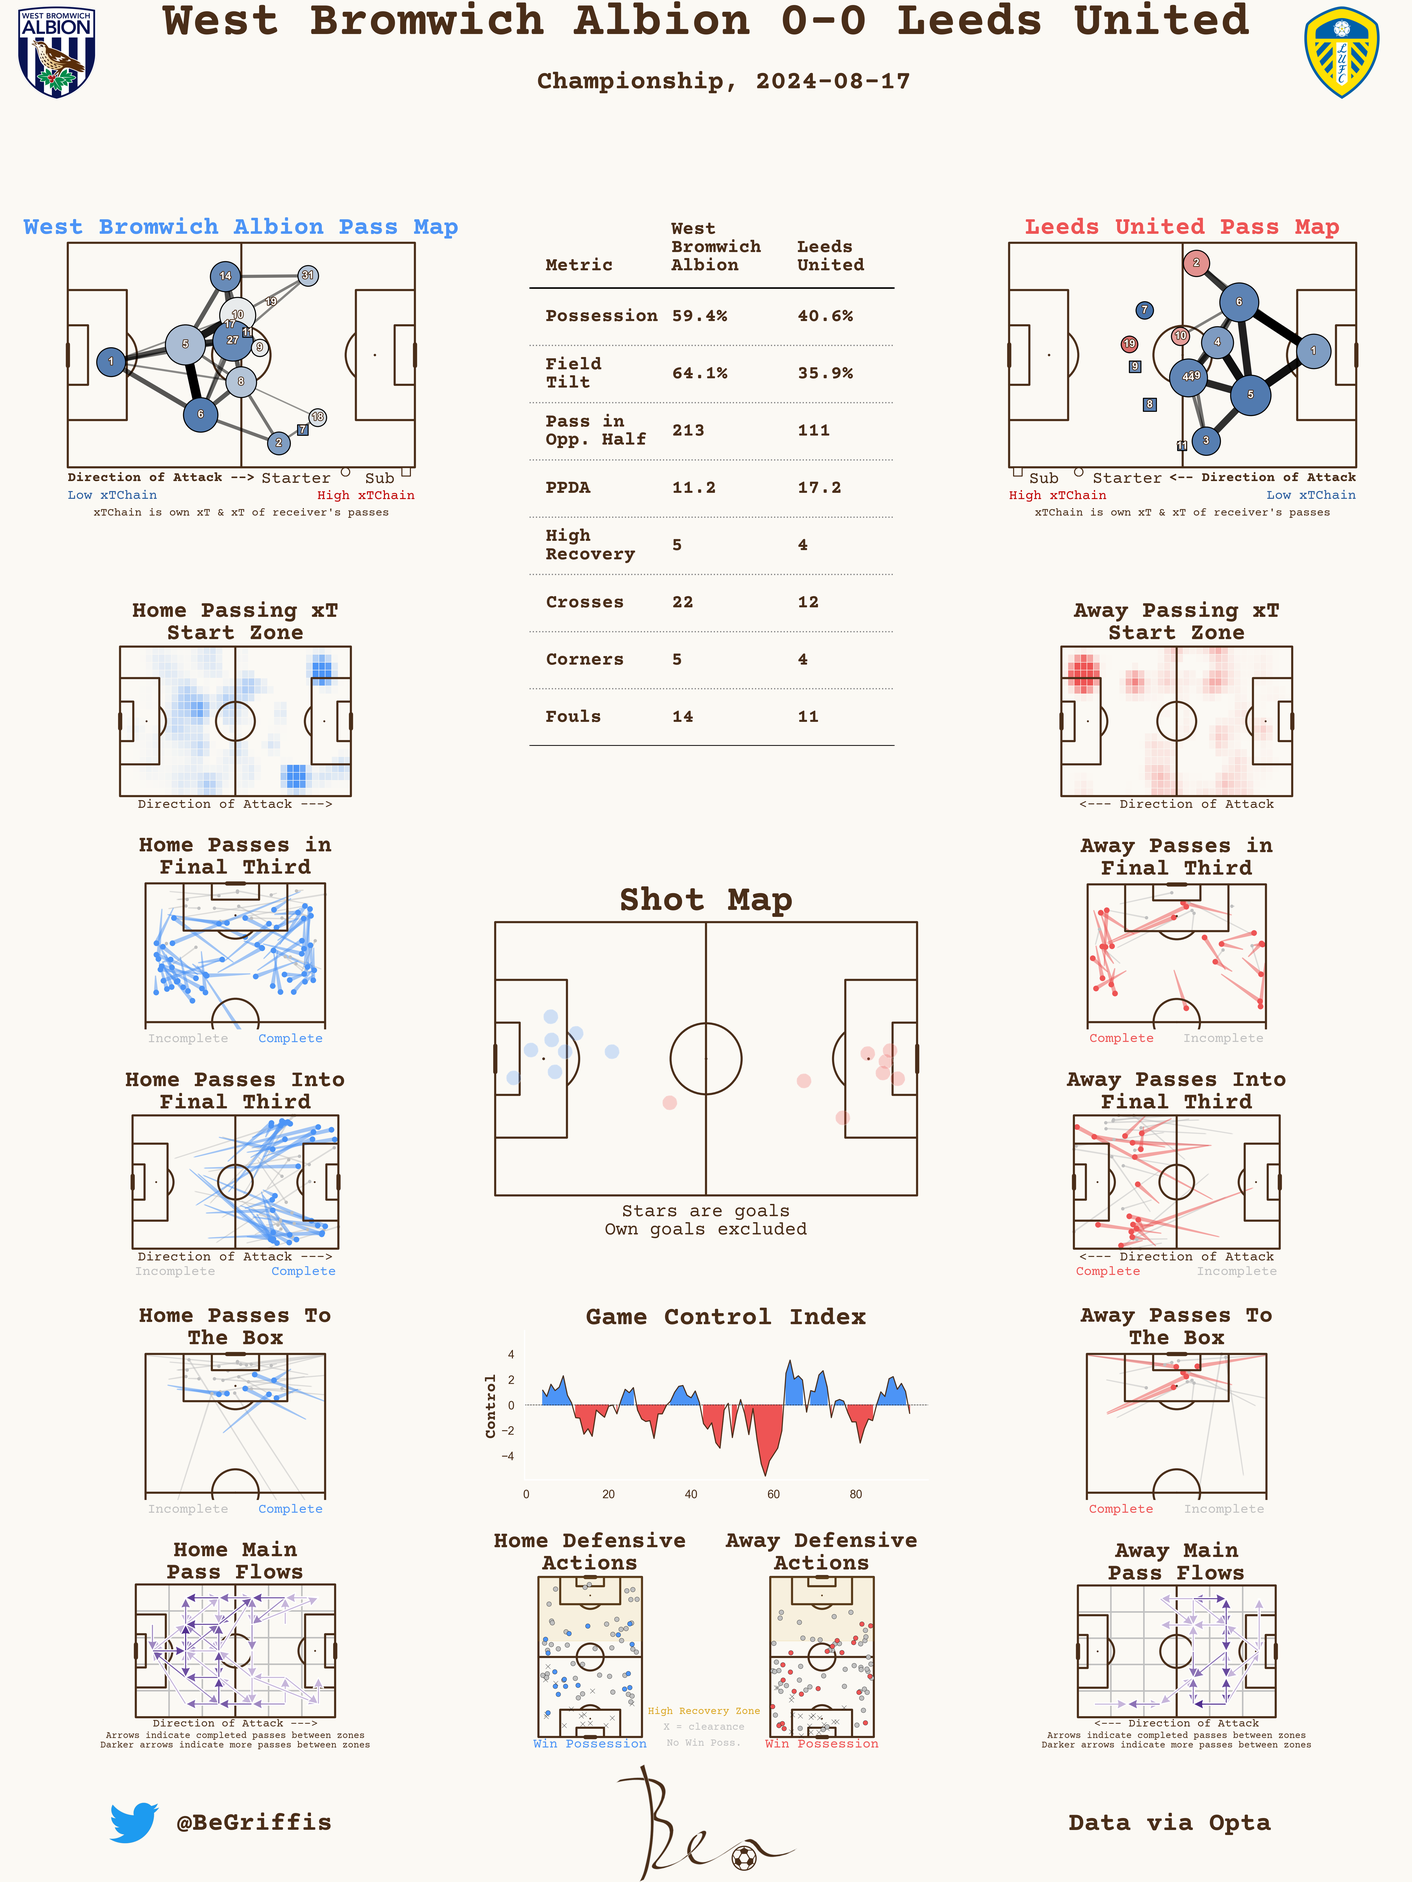 West Bromwich Albion 0-0 Leeds United
Championship, 2024-08-17
WEST BROMWICH
ALBION
LUFC
West Bromwich Albion Pass Map
14
31
19
10
17
11
27
9
5
1
8
6
18
7
2
Direction of Attack --> Starter Sub
Low xTChain High xTChain
xTChain is own xT & xT of receiver's passes
Metric West Bromwich Albion Leeds United
Possession 59.4% 40.6%
Field Tilt 64.1% 35.9%
Pass in Opp. Half 213 111
PPDA 11.2 17.2
High Recovery 5 4
Crosses 22 12
Corners 5 4
Fouls 14 11
Leeds United Pass Map
2
6
7
10
19
4
1
9
44
5
8
3
11
Sub Starter <-- Direction of Attack
High xTChain Low xTChain
xTChain is own xT & xT of receiver's passes
Home Passing xT
Start Zone
Direction of Attack --->
Away Passing xT
Start Zone
<--- Direction of Attack
Home Passes in
Final Third
Incomplete Complete
Away Passes in
Final Third
Complete Incomplete
Shot Map
Stars are goals
Own goals excluded
Home Passes Into
Final Third
Direction of Attack --->
Incomplete Complete
Away Passes Into
Final Third
<--- Direction of Attack
Complete Incomplete
Home Passes To
The Box
Incomplete Complete
Game Control Index
Control
4
2
0
−2
−4
0 20 40 60 80
Away Passes To
The Box
Complete Incomplete
Home Main
Pass Flows
Direction of Attack --->
Arrows indicate completed passes between zones
Darker arrows indicate more passes between zones
Home Defensive
Actions
Win Possession
Away Defensive
Actions
Win Possession
High Recovery Zone
X = clearance
No Win Poss.
Away Main
Pass Flows
<--- Direction of Attack
Arrows indicate completed passes between zones
Darker arrows indicate more passes between zones
@BeGriffis
Ben
Data via Opta